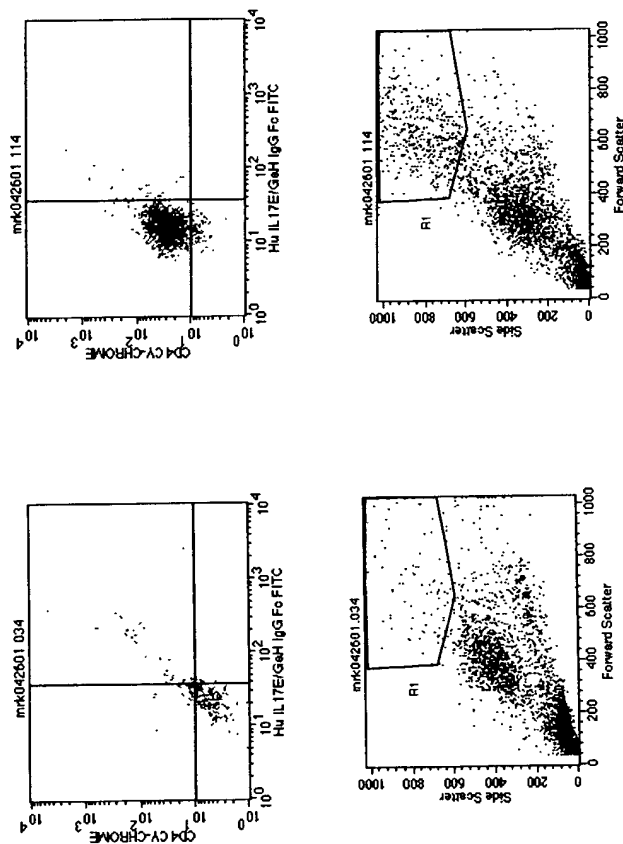 mrk042601 034
CD4 CY-CHROME
10^4
10^3
10^2
10^1
10^0
10^0 10^1 10^2 10^3 10^4
Hu IL17E/GaH IgG Fc FITC
mrk042601 114
CD4 CY-CHROME
10^4
10^3
10^2
10^1
10^0
10^0 10^1 10^2 10^3 10^4
Hu IL17E/GaH IgG Fc FITC
mrk042601.034
R1
Side Scatter
1000
800
600
400
200
0
0 200 400 600 800 1000
Forward Scatter
mrk042601 114
R1
Side Scatter
1000
800
600
400
200
0
0 200 400 600 800 1000
Forward Scatter